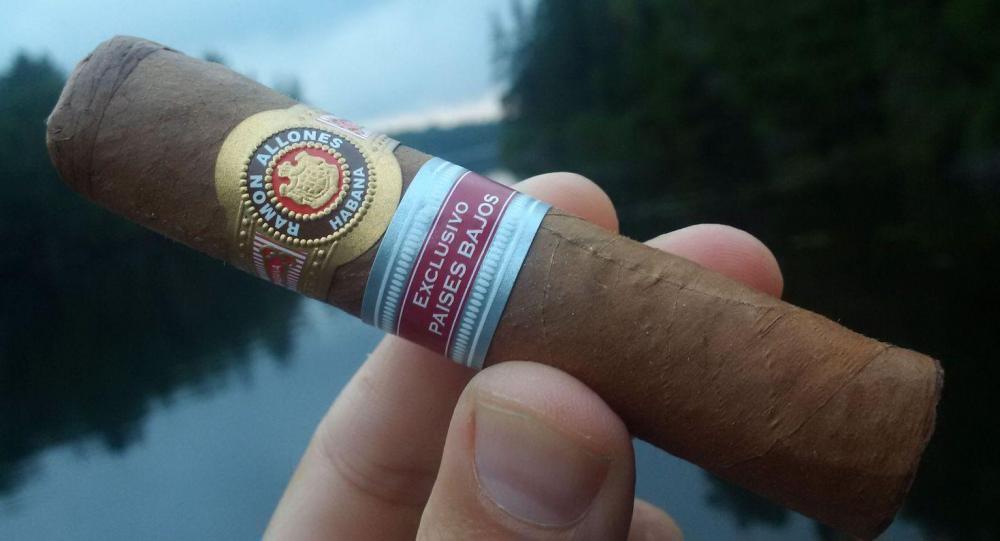 RAMON ALLONES
HABANA
EXCLUSIVO
PAISES BAJOS